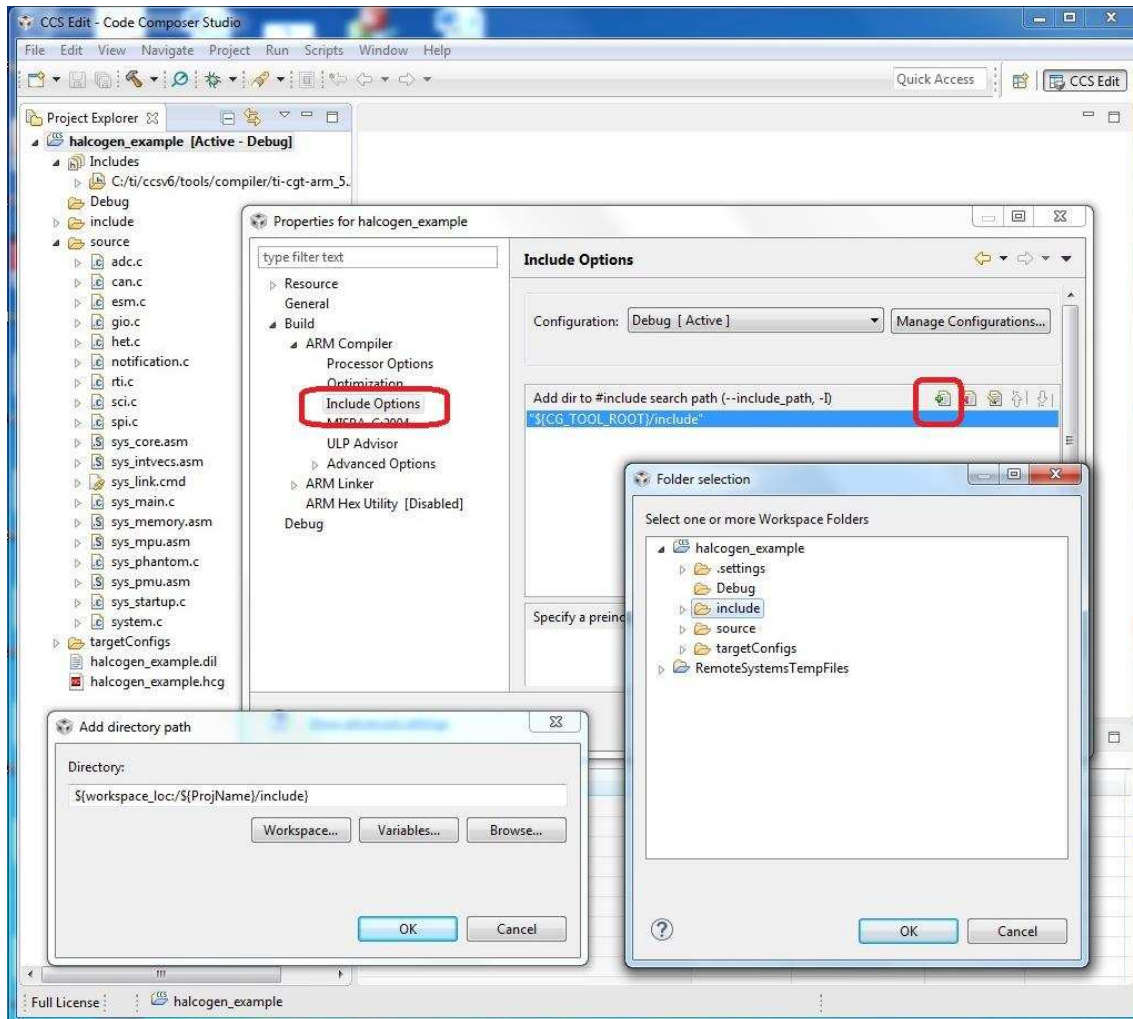 CCS Edit - Code Composer Studio
File Edit View Navigate Project Run Scripts Window Help
Quick Access
CCS Edit
Project Explorer
halcogen_example [Active - Debug]
Includes
C:/ti/ccsv6/tools/compiler/ti-cgt-arm_5..
Debug
include
source
adc.c
can.c
esm.c
gio.c
het.c
notification.c
rti.c
sci.c
spi.c
sys_core.asm
sys_intvecs.asm
sys_link.cmd
sys_main.c
sys_memory.asm
sys_mpu.asm
sys_phantom.c
sys_pmu.asm
sys_startup.c
system.c
targetConfigs
halcogen_example.dil
halcogen_example.hcg
Properties for halcogen_example
type filter text
Resource
General
Build
ARM Compiler
Processor Options
Optimization
Include Options
MISRA-C:2004
ULP Advisor
Advanced Options
ARM Linker
ARM Hex Utility [Disabled]
Debug
Include Options
Configuration: Debug [ Active ]
Manage Configurations...
Add dir to #include search path (--include_path, -I)
"${CG_TOOL_ROOT}/include"
Specify a preinc
Folder selection
Select one or more Workspace Folders
halcogen_example
.settings
Debug
include
source
targetConfigs
RemoteSystemsTempFiles
OK
Cancel
Add directory path
Directory:
${workspace_loc:/${ProjName}/include}
Workspace...
Variables...
Browse...
OK
Cancel
Full License
halcogen_example